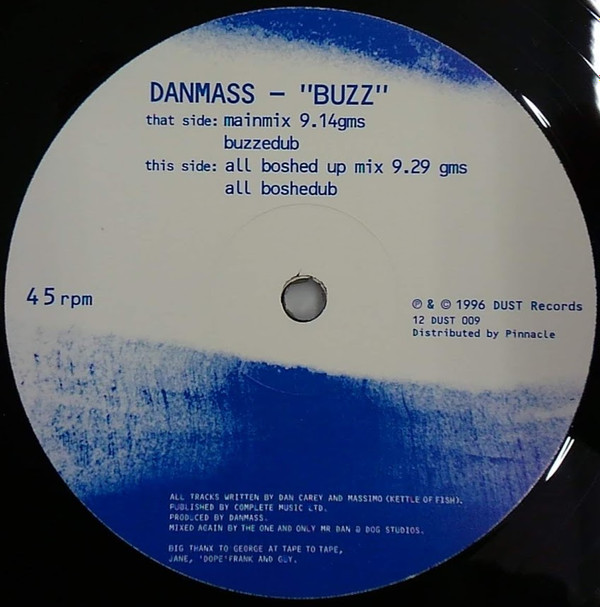 DANMASS - "BUZZ"
that side: mainmix 9.14gms
buzzedub
this side: all boshed up mix 9.29 gms
all boshedub
45rpm
℗ & © 1996 DUST Records
12 DUST 009
Distributed by Pinnacle
ALL TRACKS WRITTEN BY DAN CAREY AND MASSIMO (KETTLE OF FISH).
PUBLISHED BY COMPLETE MUSIC LTD.
PRODUCED BY DANMASS.
MIXED AGAIN BY THE ONE AND ONLY MR DAN @ DOG STUDIOS.
BIG THANX TO GEORGE AT TAPE TO TAPE,
JANE, 'DOPE' FRANK AND GUY.